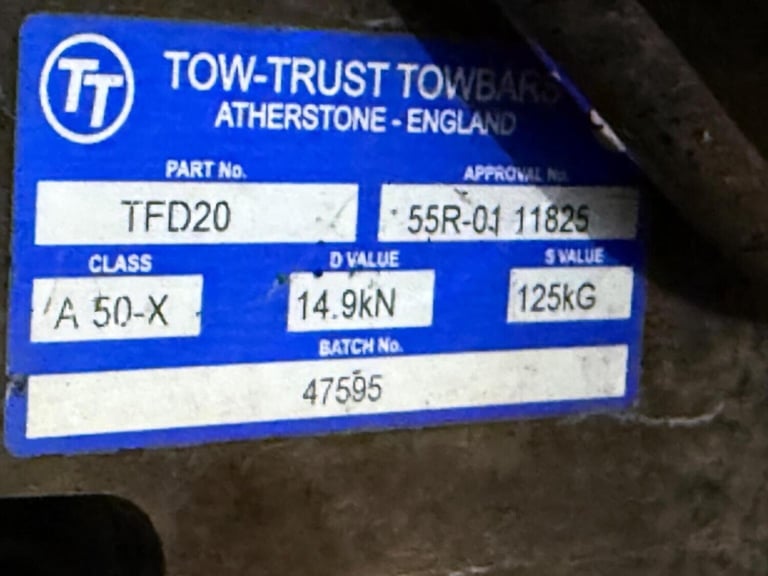 TT
TOW-TRUST TOWBARS
ATHERSTONE - ENGLAND
PART No.
APPROVAL No.
TFD20
55R-01 11825
CLASS
D VALUE
S VALUE
A 50-X
14.9kN
125kG
BATCH No.
47595